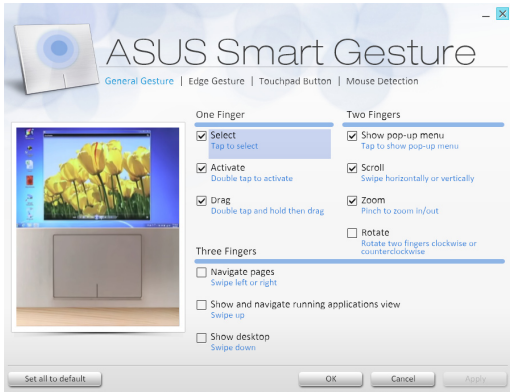 ASUS Smart Gesture
General Gesture | Edge Gesture | Touchpad Button | Mouse Detection
One Finger
Select
Tap to select
Activate
Double tap to activate
Drag
Double tap and hold then drag
Two Fingers
Show pop-up menu
Tap to show pop-up menu
Scroll
Swipe horizontally or vertically
Zoom
Pinch to zoom in/out
Rotate
Rotate two fingers clockwise or
counterclockwise
Three Fingers
Navigate pages
Swipe left or right
Show and navigate running applications view
Swipe up
Show desktop
Swipe down
Set all to default
OK
Cancel
Apply